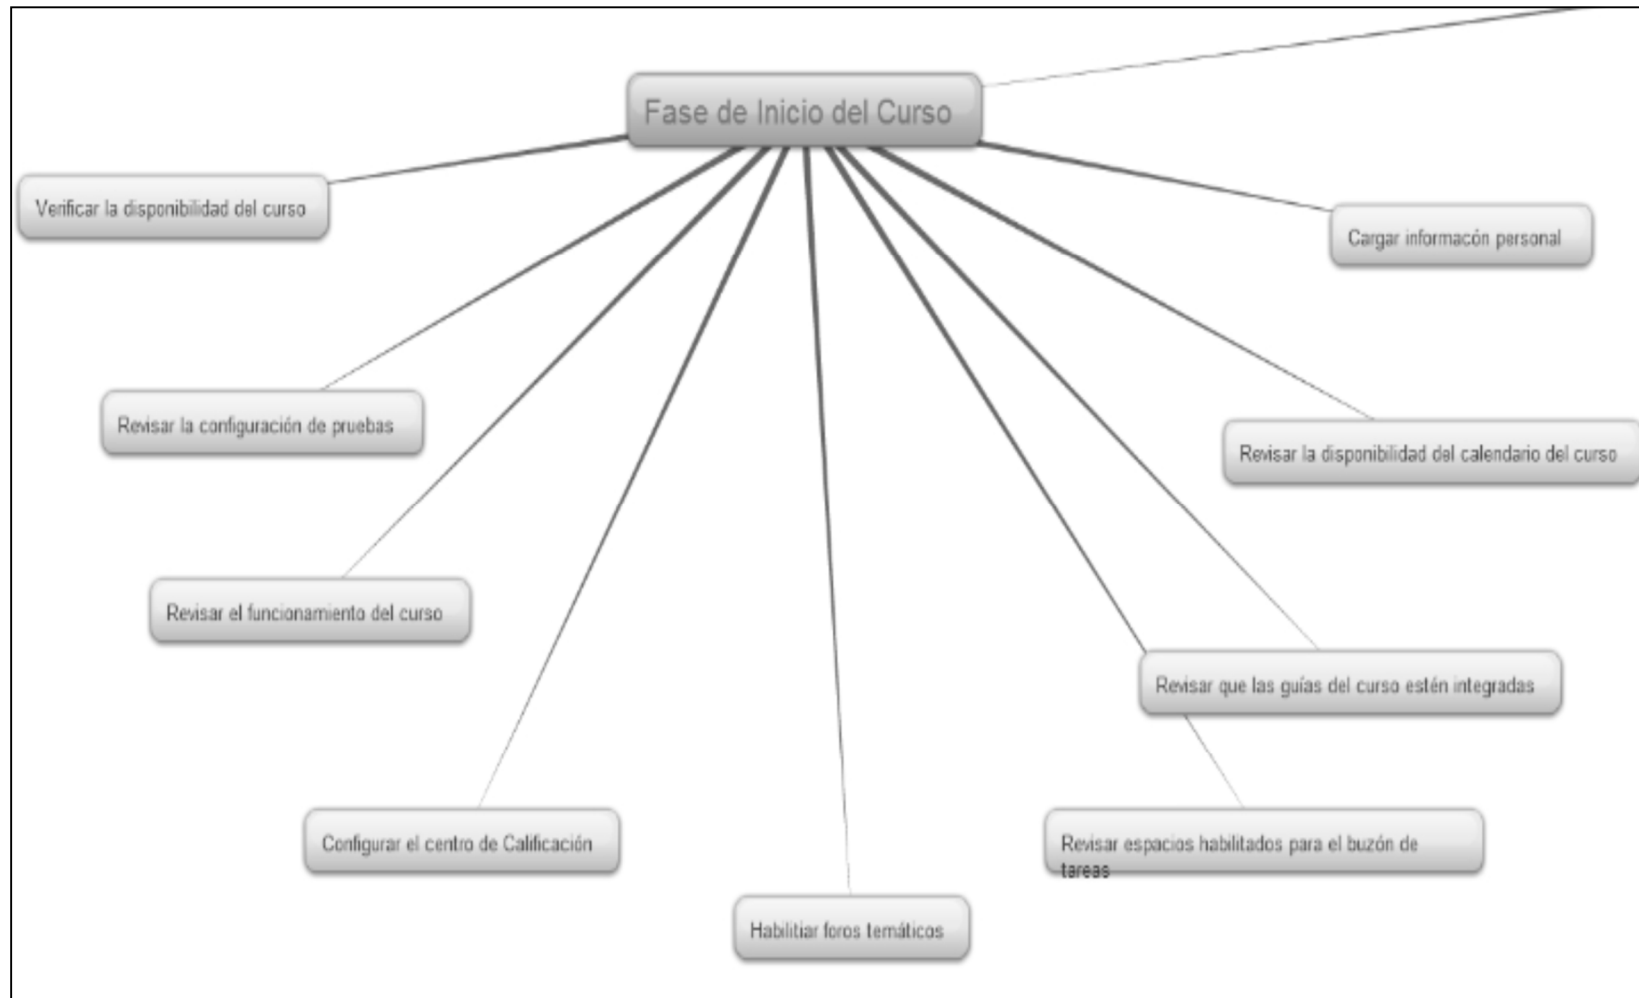 Fase de Inicio del Curso
Verificar la disponibilidad del curso
Cargar informacón personal
Revisar la configuración de pruebas
Revisar la disponibilidad del calendario del curso
Revisar el funcionamiento del curso
Revisar que las guías del curso estén integradas
Configurar el centro de Calificación
Revisar espacios habilitados para el buzón de
tareas
Habilitiar foros temáticos